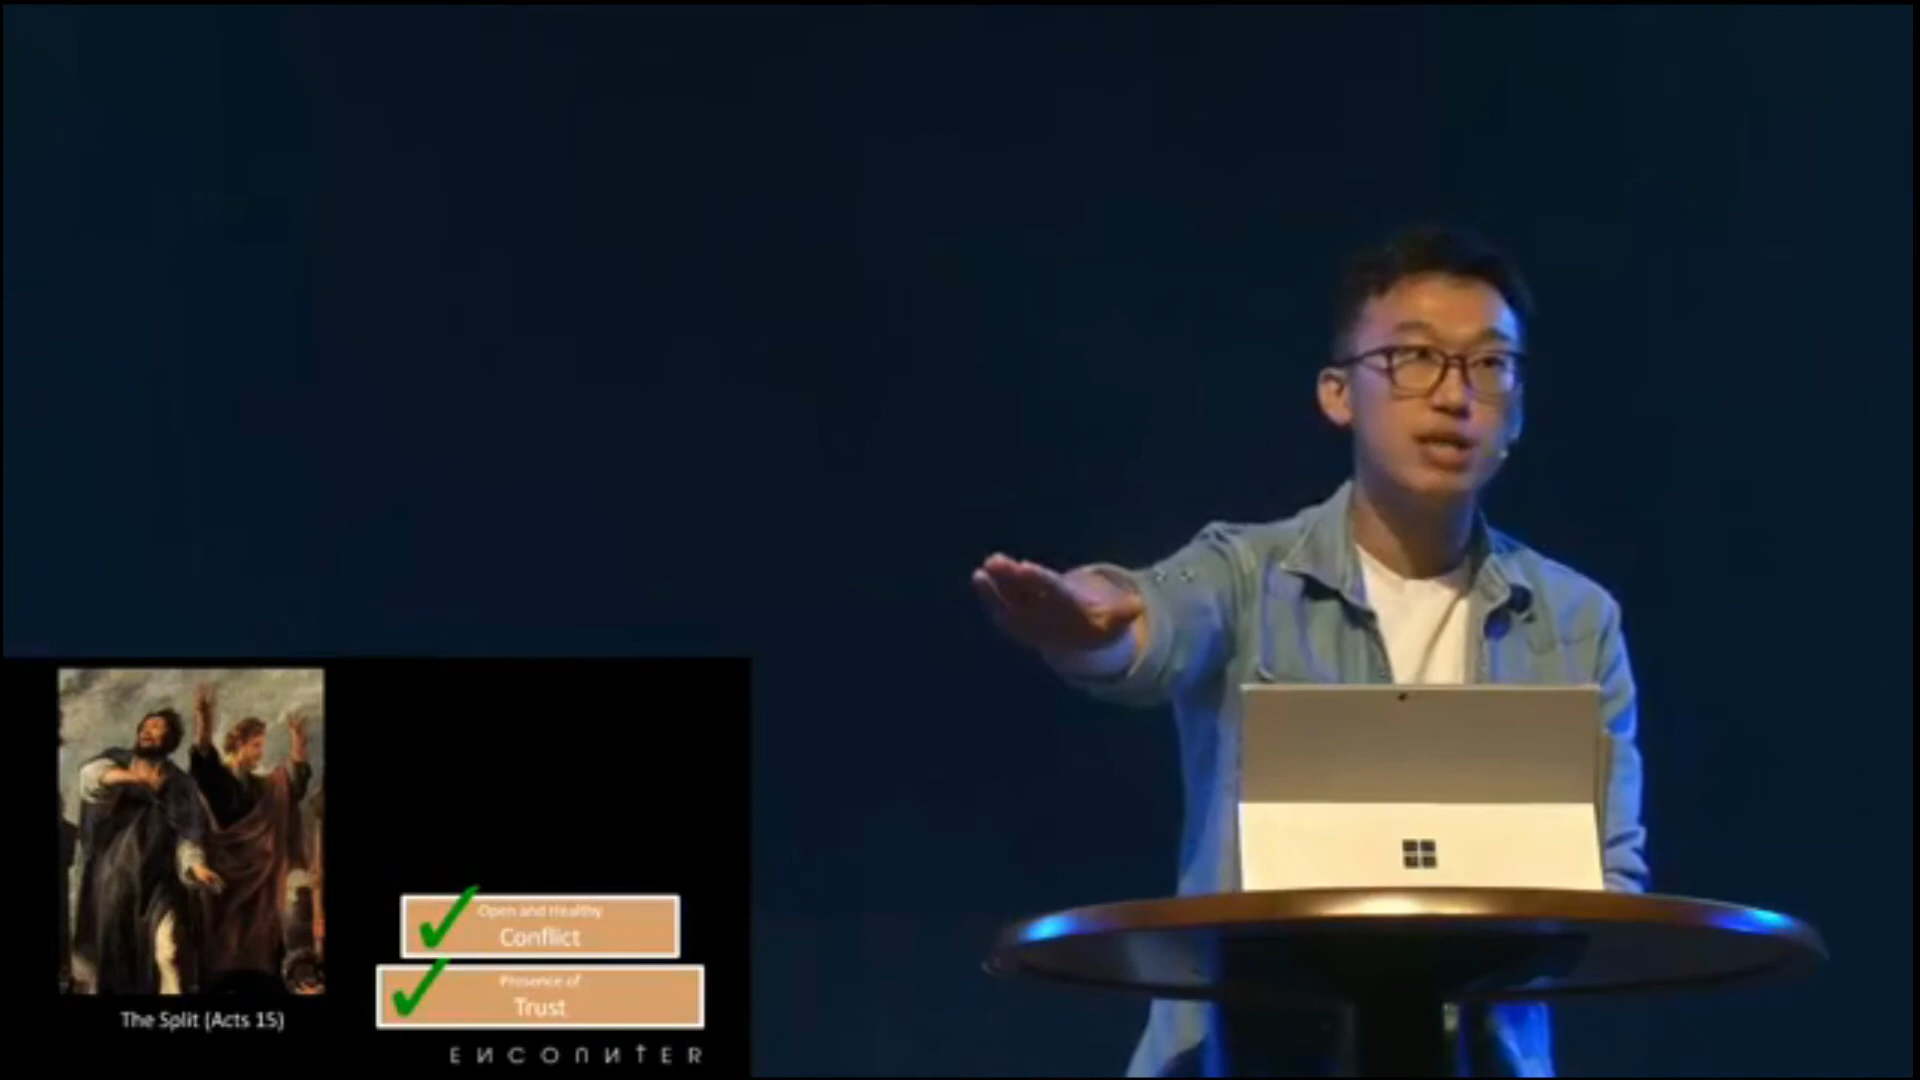 The Split (Acts 15)
Open and Healthy
Conflict
Presence of
Trust
ENCOUNTER